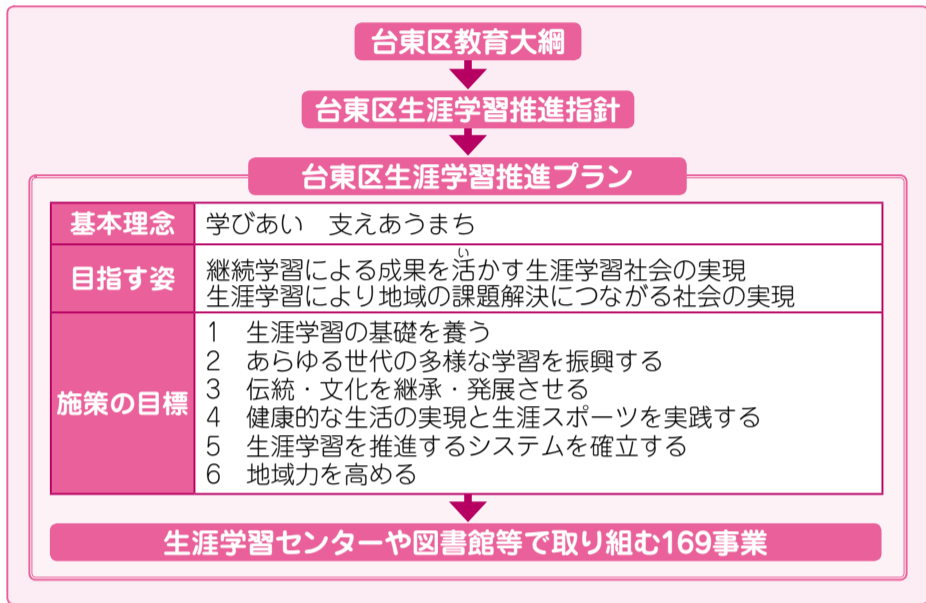 台東区教育大綱
台東区生涯学習推進指針
台東区生涯学習推進プラン
基本理念
学びあい　支えあうまち
目指す姿
い
継続学習による成果を活かす生涯学習社会の実現
生涯学習により地域の課題解決につながる社会の実現
施策の目標
1　生涯学習の基礎を養う
2　あらゆる世代の多様な学習を振興する
3　伝統・文化を継承・発展させる
4　健康的な生活の実現と生涯スポーツを実践する
5　生涯学習を推進するシステムを確立する
6　地域力を高める
生涯学習センターや図書館等で取り組む169事業